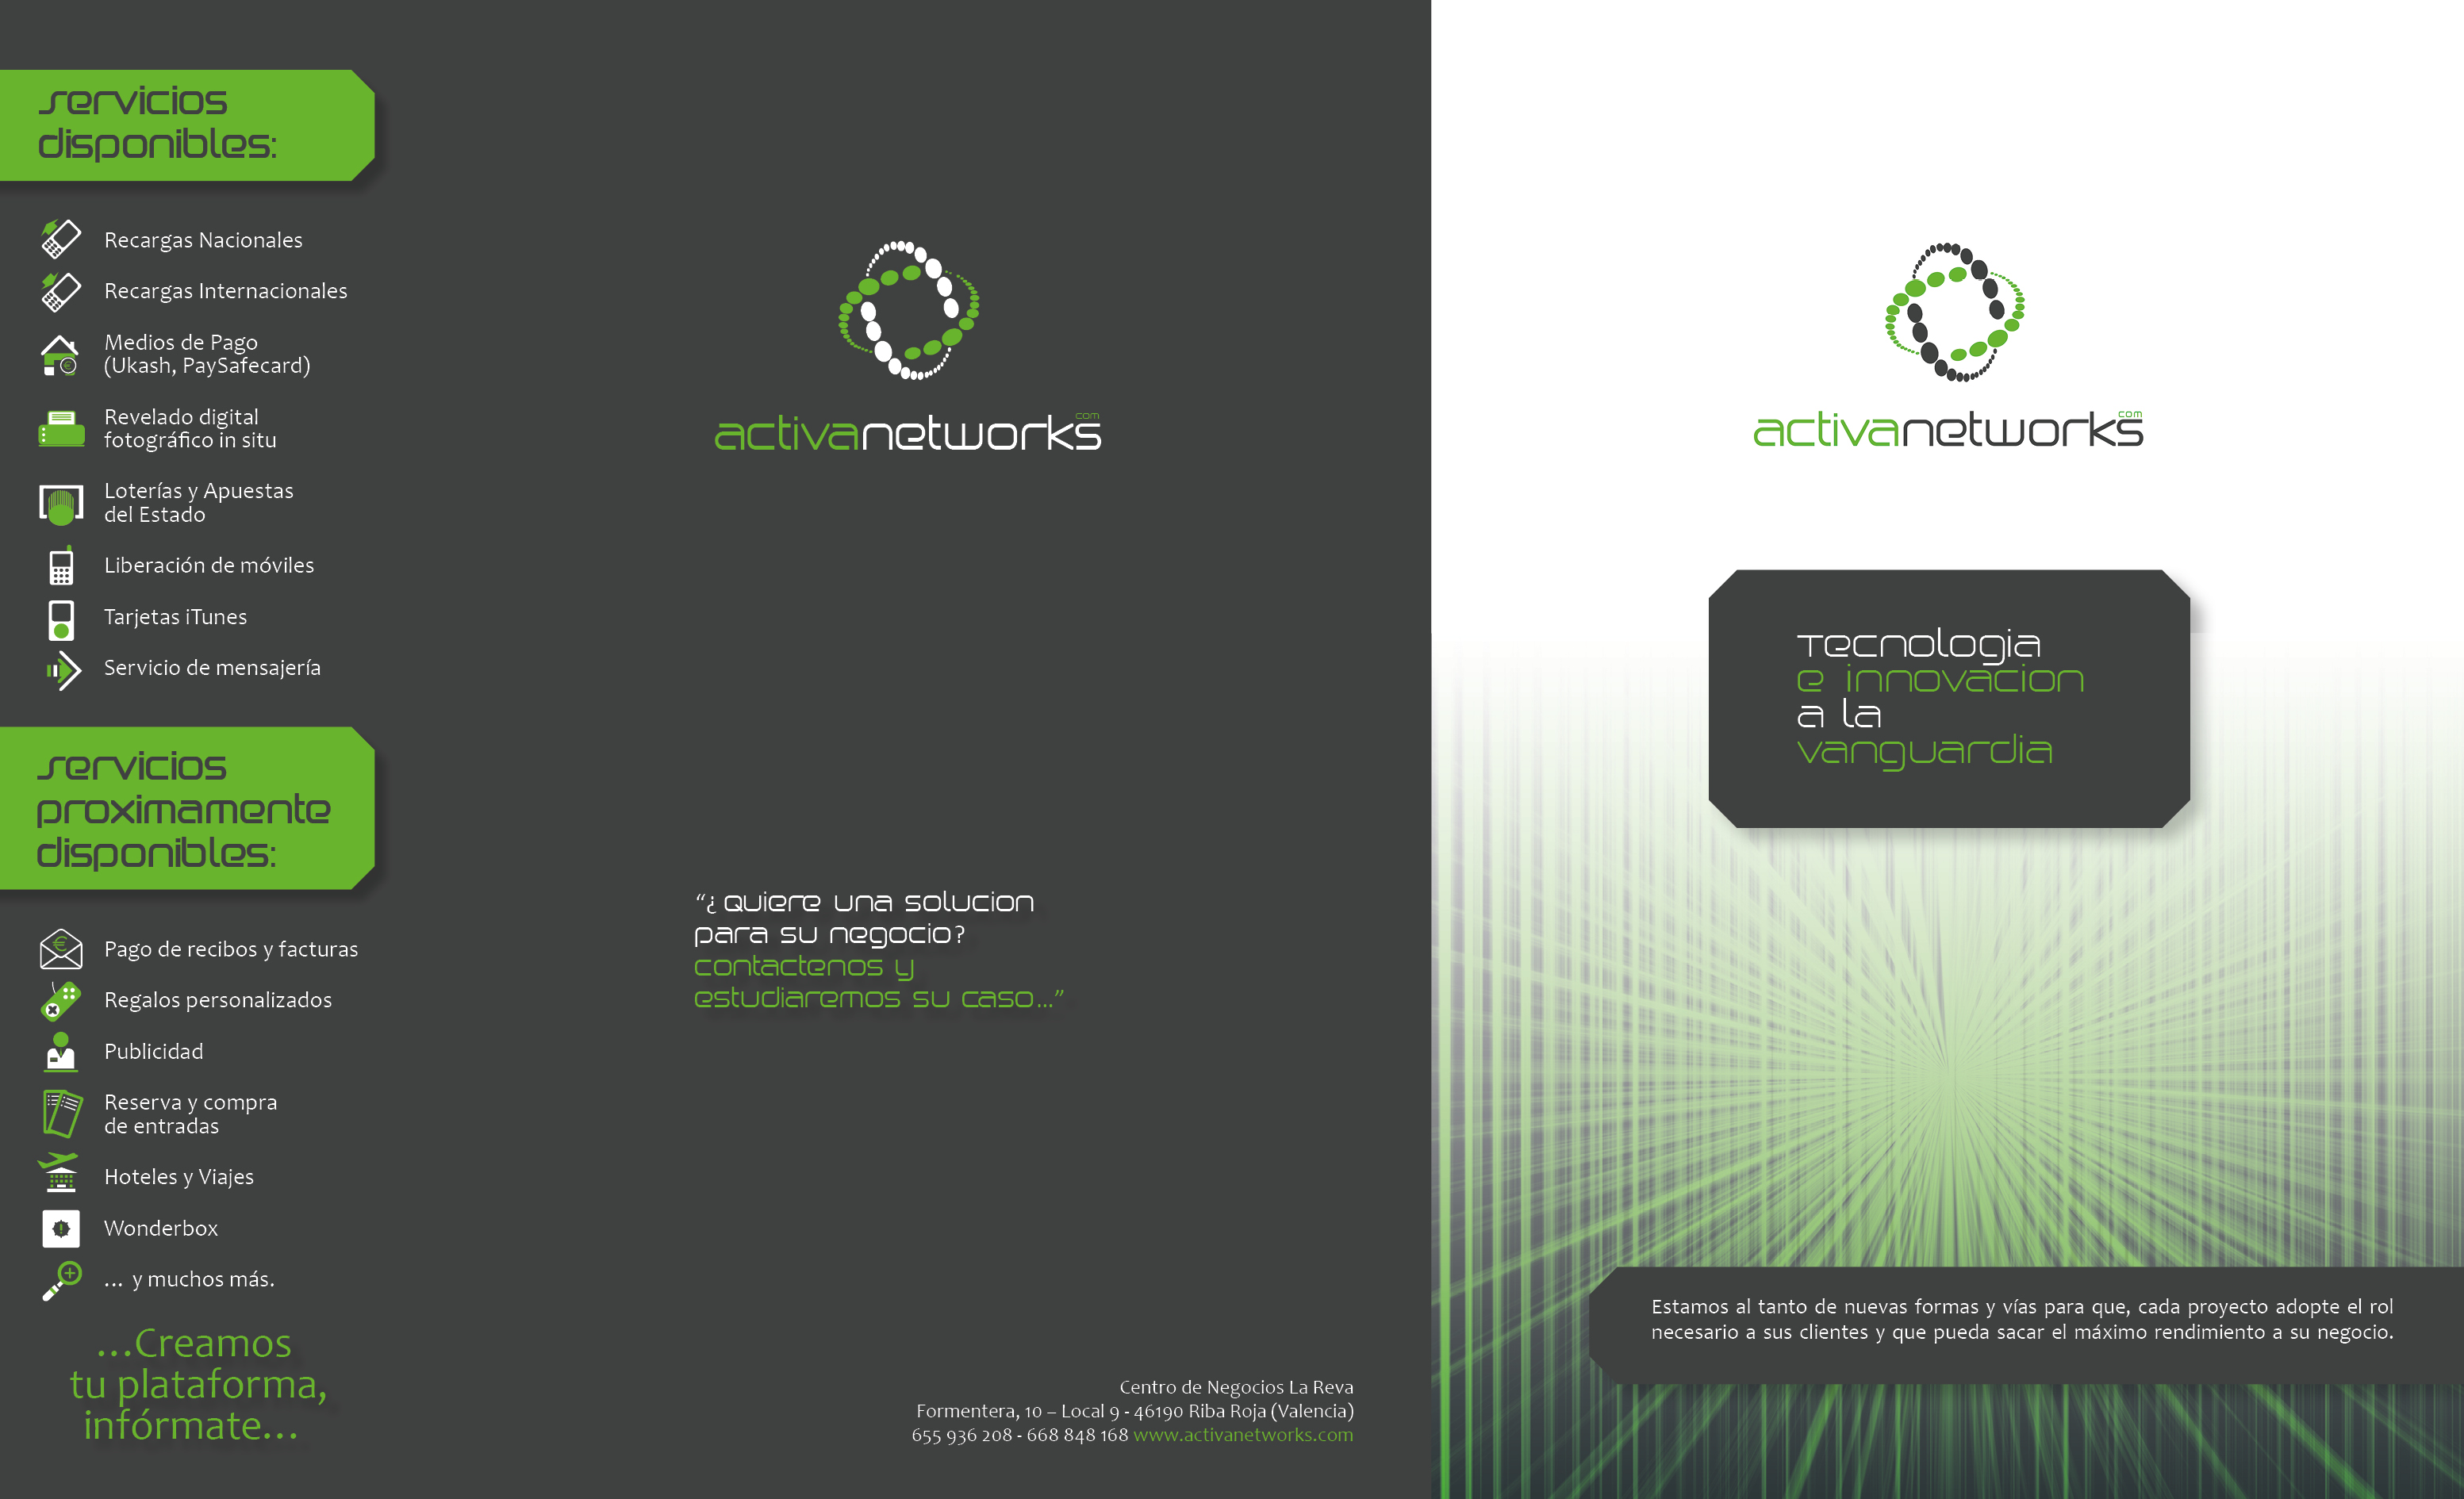 servicios
disponibles:
Recargas Nacionales
Recargas Internacionales
Medios de Pago
(Ukash, PaySafecard)
Revelado digital
fotográfico in situ
Loterías y Apuestas
del Estado
Liberación de móviles
Tarjetas iTunes
Servicio de mensajería
servicios
proximamente
disponibles:
Pago de recibos y facturas
Regalos personalizados
Publicidad
Reserva y compra
de entradas
Hoteles y Viajes
Wonderbox
... y muchos más.
...Creamos
tu plataforma,
infórmate...
activanetworks.com
“¿Quiere una solucion
para su negocio?
contactenos y
estudiaremos su caso...”
Centro de Negocios La Reva
Formentera, 10 – Local 9 - 46190 Riba Roja (Valencia)
655 936 208 - 668 848 168 www.activanetworks.com
activanetworks.com
Tecnologia
e innovacion
a la
vanguardia
Estamos al tanto de nuevas formas y vías para que, cada proyecto adopte el rol
necesario a sus clientes y que pueda sacar el máximo rendimiento a su negocio.